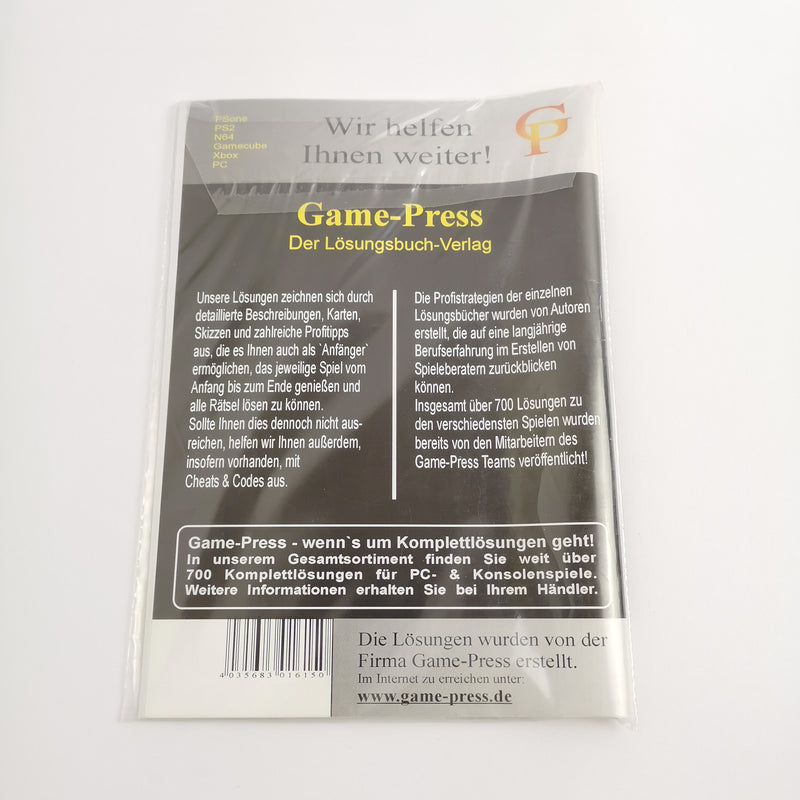 PSone
PS2
N64
Gamecube
Xbox
PC
Wir helfen
Ihnen weiter!
GP
Game-Press
Der Lösungsbuch-Verlag
Unsere Lösungen zeichnen sich durch
detaillierte Beschreibungen, Karten,
Skizzen und zahlreiche Profitipps
aus, die es Ihnen auch als `Anfänger`
ermöglichen, das jeweilige Spiel vom
Anfang bis zum Ende genießen und
alle Rätsel lösen zu können.
Sollte Ihnen dies dennoch nicht aus-
reichen, helfen wir Ihnen außerdem,
insofern vorhanden, mit
Cheats & Codes aus.
Die Profistrategien der einzelnen
Lösungsbücher wurden von Autoren
erstellt, die auf eine langjährige
Berufserfahrung im Erstellen von
Spieleberatern zurückblicken
können.
Insgesamt über 700 Lösungen zu
den verschiedensten Spielen wurden
bereits von den Mitarbeitern des
Game-Press Teams veröffentlicht!
Game-Press - wenn`s um Komplettlösungen geht!
In unserem Gesamtsortiment finden Sie weit über
700 Komplettlösungen für PC- & Konsolenspiele.
Weitere Informationen erhalten Sie bei Ihrem Händler.
4 035683 016150
Die Lösungen wurden von der
Firma Game-Press erstellt.
Im Internet zu erreichen unter:
www.game-press.de